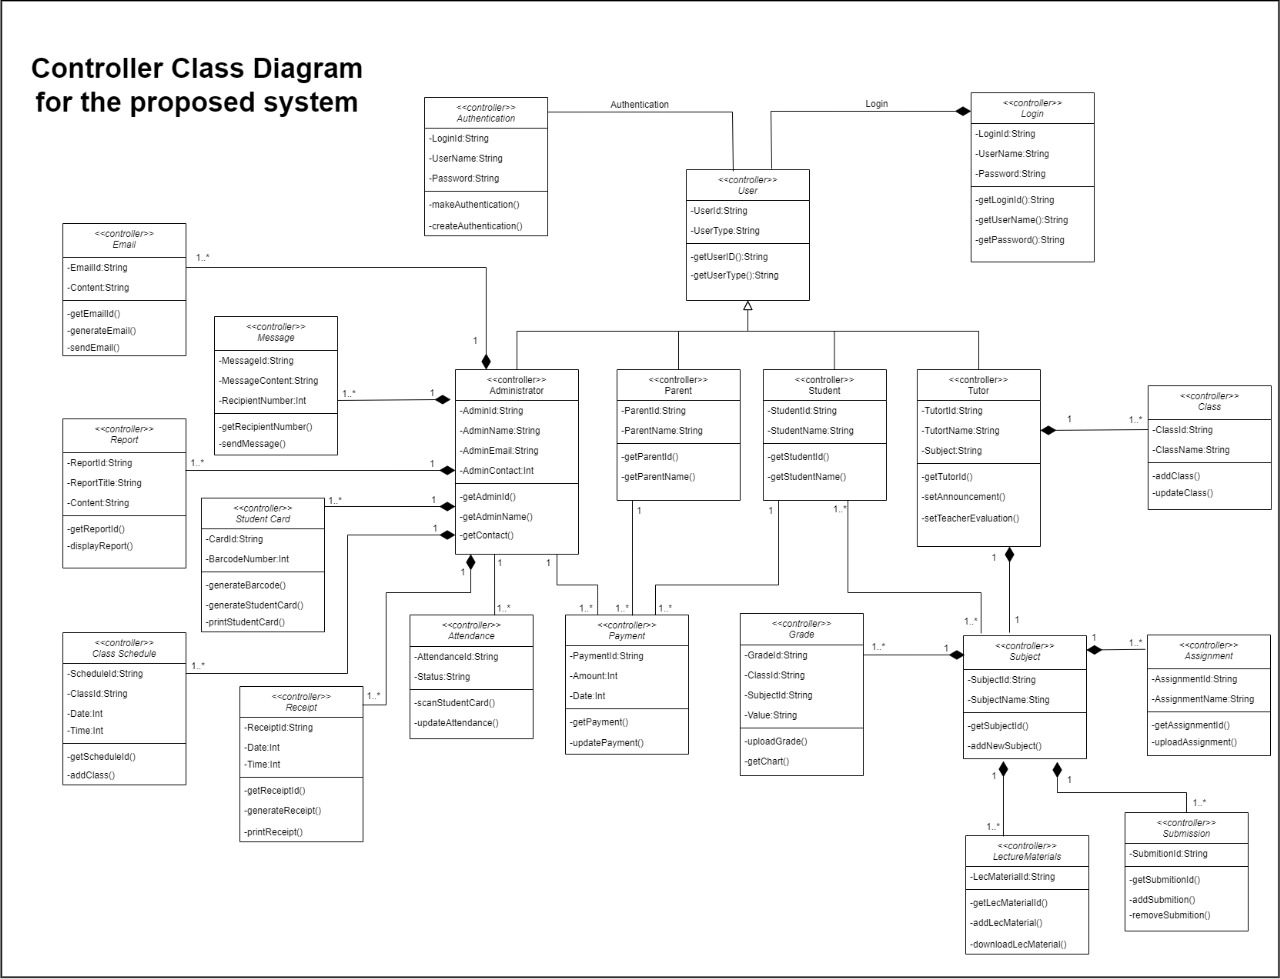 Controller Class Diagram
for the proposed system
<<controller>>
Authentication
-LoginId:String
-UserName:String
-Password:String
-makeAuthentication()
-createAuthentication()
Authentication
Login
<<controller>>
Login
-LoginId:String
-UserName:String
-Password:String
-getLoginId():String
-getUserName():String
-getPassword():String
<<controller>>
User
-UserId:String
-UserType:String
-getUserID():String
-getUserType():String
<<controller>>
Email
-EmailId:String
-Content:String
-getEmailId()
-generateEmail()
-sendEmail()
1..*
1
<<controller>>
Message
-MessageId:String
-MessageContent:String
-RecipientNumber:Int
-getRecipientNumber()
-sendMessage()
1..*
1
<<controller>>
Administrator
-AdminId:String
-AdminName:String
-AdminEmail:String
-AdminContact:Int
-getAdminId()
-getAdminName()
-getContact()
<<controller>>
Parent
-ParentId:String
-ParentName:String
-getParentId()
-getParentName()
<<controller>>
Student
-StudentId:String
-StudentName:String
-getStudentId()
-getStudentName()
<<controller>>
Tutor
-TutorId:String
-TutortName:String
-Subject:String
-getTutorId()
-setAnnouncement()
-setTeacherEvaluation()
1
1..*
<<controller>>
Class
-ClassId:String
-ClassName:String
-addClass()
-updateClass()
<<controller>>
Report
-ReportId:String
-ReportTitle:String
-Content:String
-getReportId()
-displayReport()
1..*
1
<<controller>>
Student Card
-CardId:String
-BarcodeNumber:Int
-generateBarcode()
-generateStudentCard()
-printStudentCard()
1..*
1
1
1
1
1
1
1
1..*
1
<<controller>>
Class Schedule
-ScheduleId:String
-ClassId:String
-Date:Int
-Time:Int
-getScheduleId()
-addClass()
1..*
<<controller>>
Receipt
-ReceiptId:String
-Date:Int
-Time:Int
-getReceiptId()
-generateReceipt()
-printReceipt()
1..*
1..*
<<controller>>
Attendance
-AttendanceId:String
-Status:String
-scanStudentCard()
-updateAttendance()
1..*
1..*
1..*
<<controller>>
Payment
-PaymentId:String
-Amount:Int
-Date:Int
-getPayment()
-updatePayment()
<<controller>>
Grade
-GradeId:String
-ClassId:String
-SubjectId:String
-Value:String
-uploadGrade()
-getChart()
1..*
1
1..*
1
<<controller>>
Subject
-SubjectId:String
-SubjectName:Sting
-getSubjectId()
-addNewSubject()
1
1..*
<<controller>>
Assignment
-AssignmentId:String
-AssignmentName:String
-getAssignmentId()
-uploadAssignment()
1
1..*
1
1..*
<<controller>>
LectureMaterials
-LecMaterialId:String
-getLecMaterialId()
-addLecMaterial()
-downloadLecMaterial()
<<controller>>
Submission
-SubmitionId:String
-getSubmitionId()
-addSubmition()
-removeSubmition()